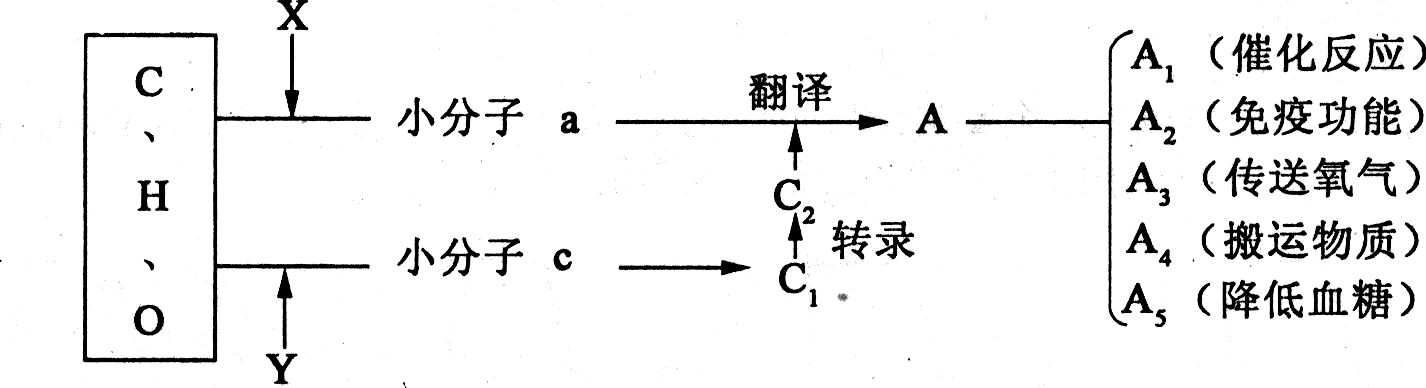 X
C、H、O
小分子 a
翻译
A
A₁（催化反应）
A₂（免疫功能）
A₃（传送氧气）
A₄（搬运物质）
A₅（降低血糖）
C₂
转录
小分子 c
C₁
Y